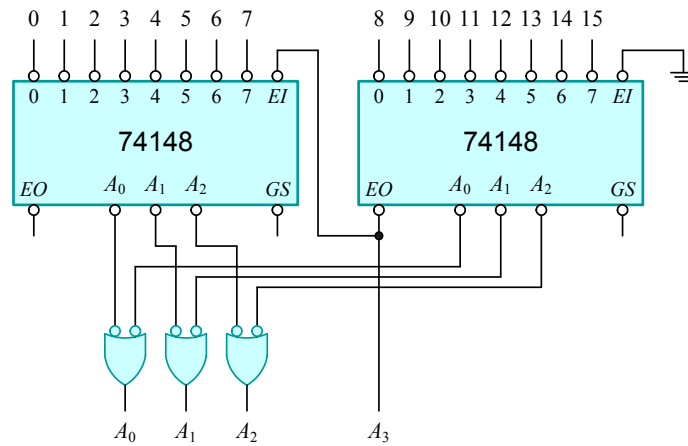 0 1 2 3 4 5 6 7 8 9 10 11 12 13 14 15
0 1 2 3 4 5 6 7 EI 0 1 2 3 4 5 6 7 EI
74148 74148
EO A0 A1 A2 GS EO A0 A1 A2 GS
A0 A1 A2 A3